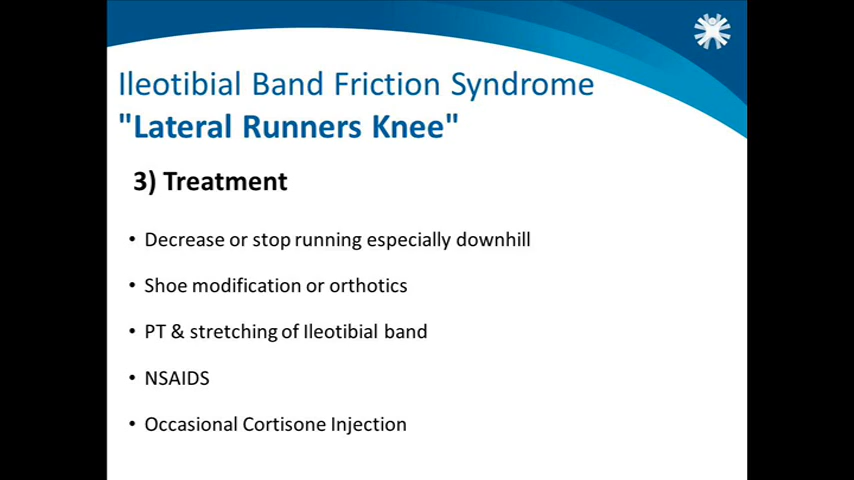 Ileotibial Band Friction Syndrome
"Lateral Runners Knee"
3) Treatment
• Decrease or stop running especially downhill
• Shoe modification or orthotics
• PT & stretching of Ileotibial band
• NSAIDS
• Occasional Cortisone Injection